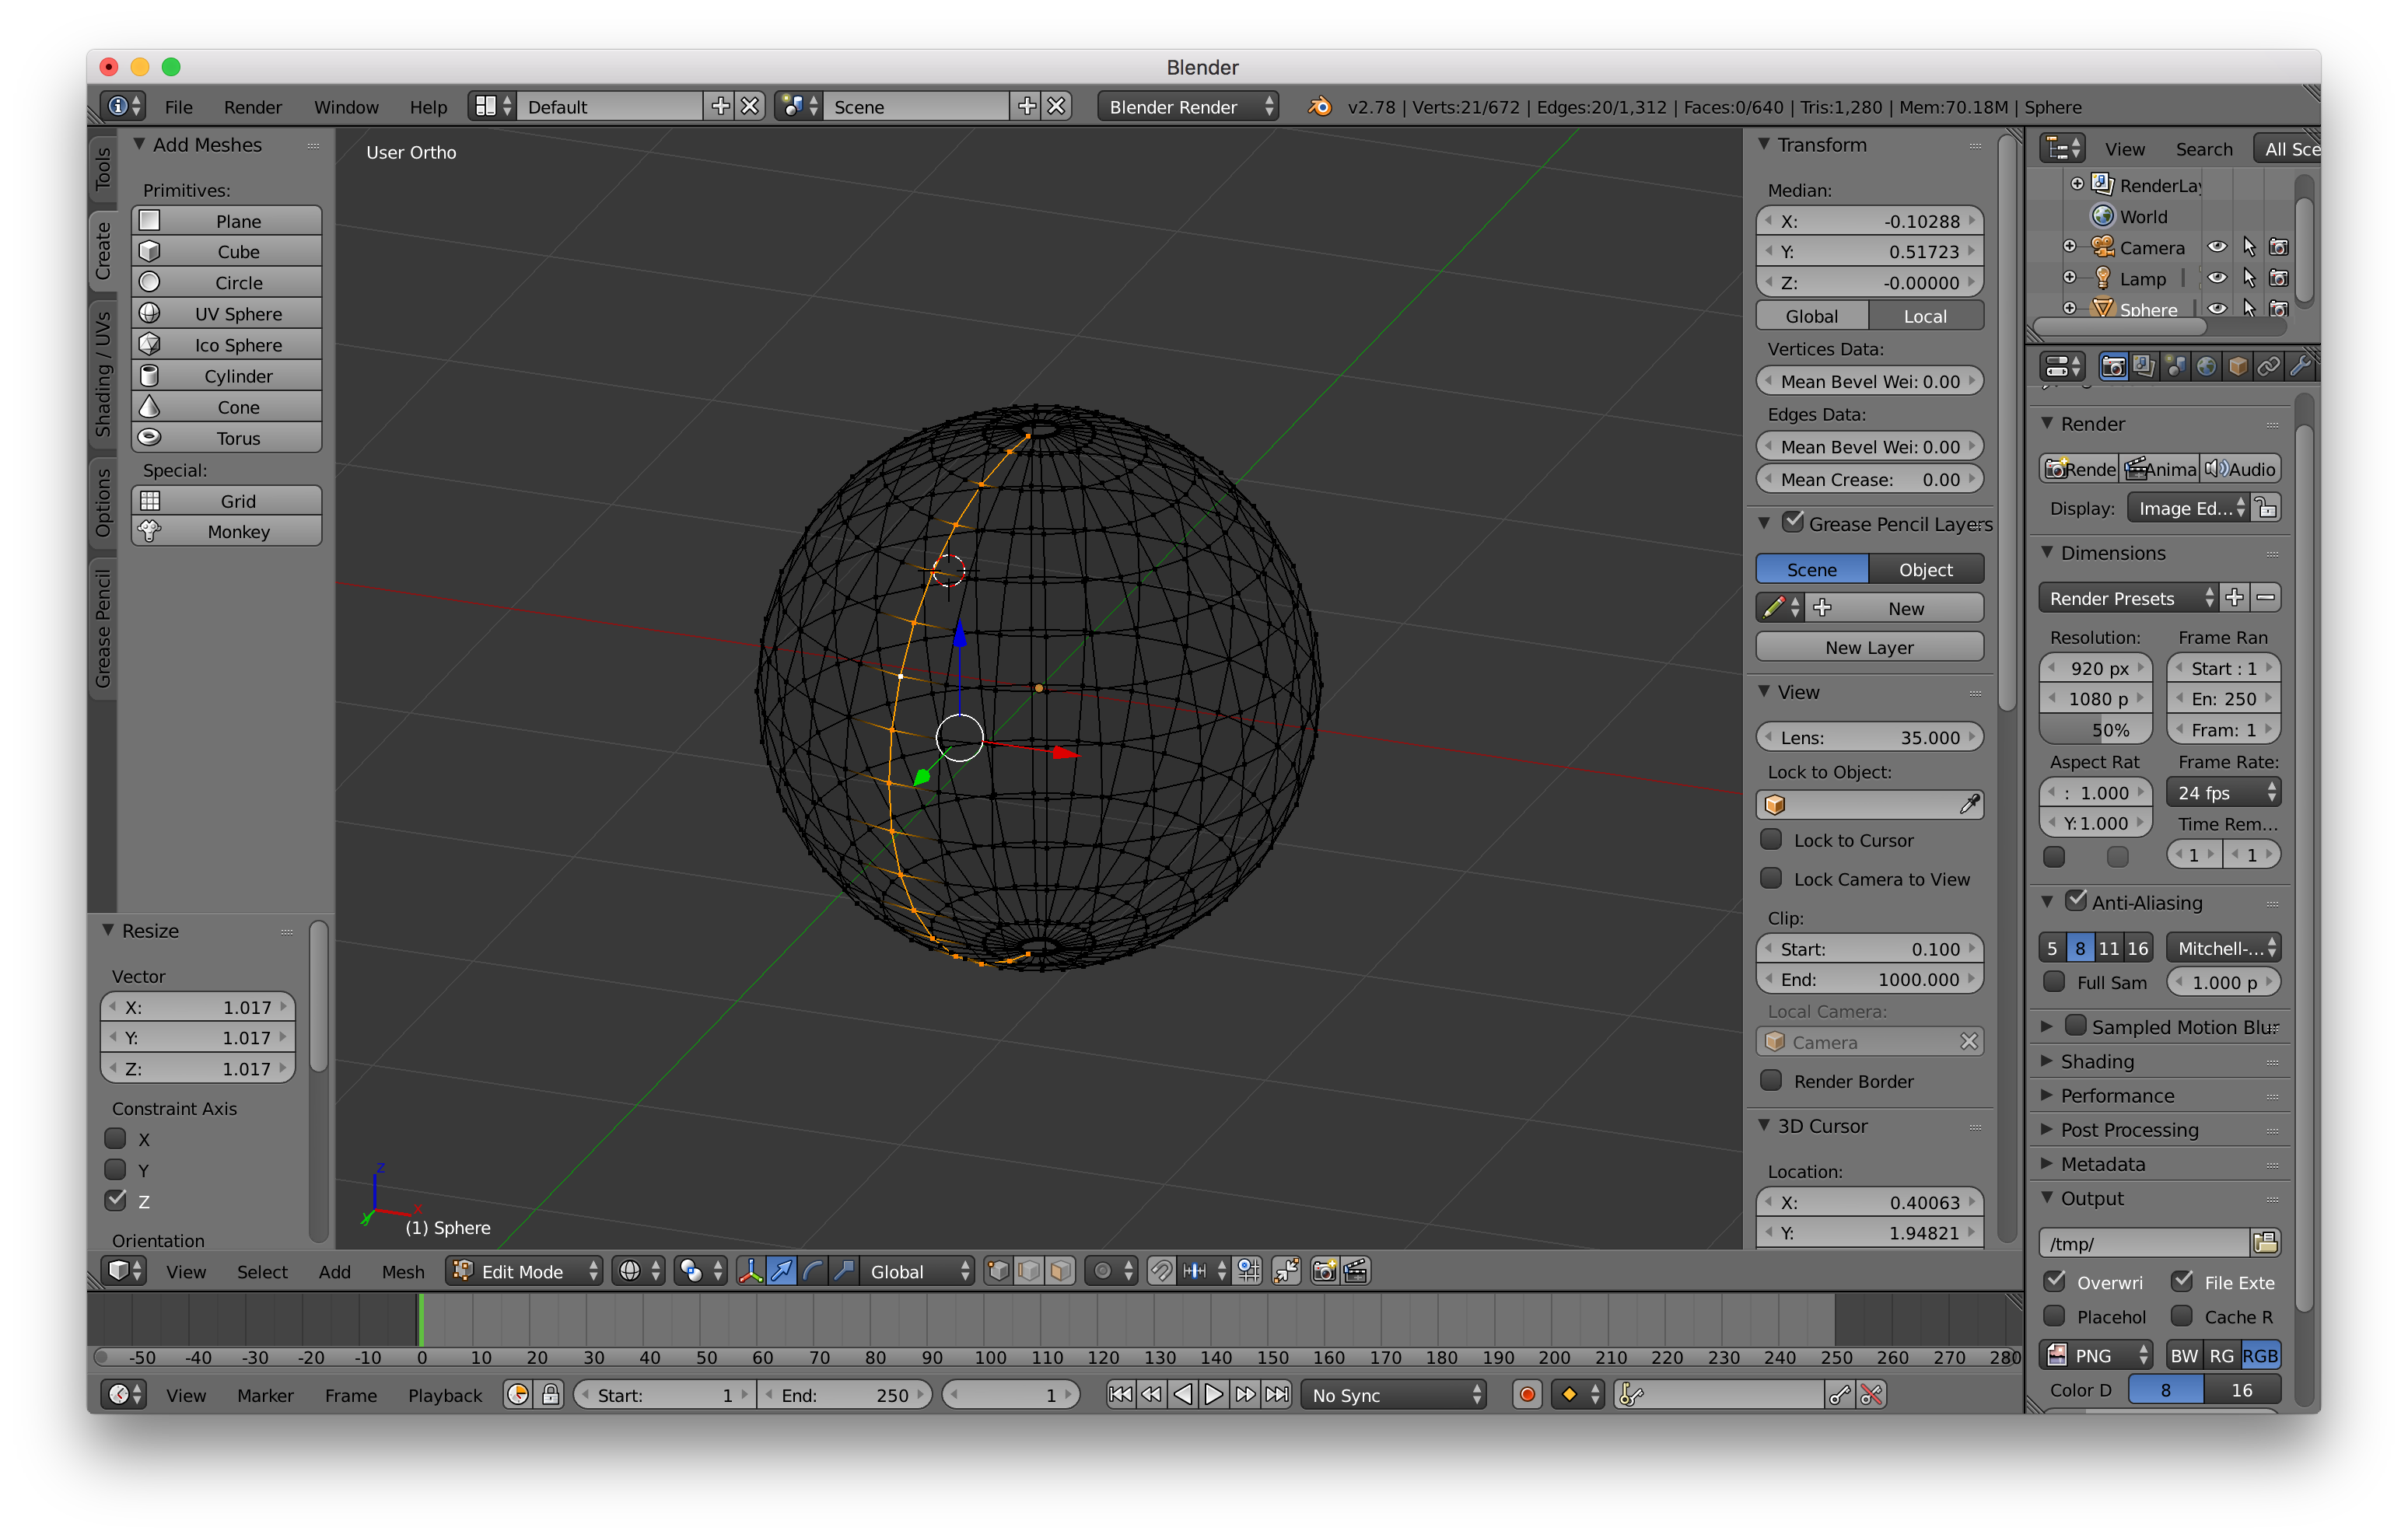 Blender
File Render Window Help Default Scene Blender Render v2.78 | Verts:21/672 | Edges:20/1,312 | Faces:0/640 | Tris:1,280 | Mem:70.18M | Sphere
Tools
Create
Shading / UVs
Options
Grease Pencil
Add Meshes
Primitives:
Plane
Cube
Circle
UV Sphere
Ico Sphere
Cylinder
Cone
Torus
Special:
Grid
Monkey
Resize
Vector
X: 1.017
Y: 1.017
Z: 1.017
Constraint Axis
X
Y
Z
Orientation
User Ortho
z
x
y
(1) Sphere
Transform
Median:
X: -0.10288
Y: 0.51723
Z: -0.00000
Global Local
Vertices Data:
Mean Bevel Wei: 0.00
Edges Data:
Mean Bevel Wei: 0.00
Mean Crease: 0.00
Grease Pencil Layers
Scene Object
New
New Layer
View
Lens: 35.000
Lock to Object:
Lock to Cursor
Lock Camera to View
Clip:
Start: 0.100
End: 1000.000
Local Camera:
Camera
Render Border
3D Cursor
Location:
X: 0.40063
Y: 1.94821
View Search All Sce
RenderLay
World
Camera
Lamp
Sphere
Render
Rende Anima Audio
Display: Image Ed...
Dimensions
Render Presets
Resolution: Frame Ran
920 px Start : 1
1080 p En: 250
50% Fram: 1
Aspect Rat Frame Rate:
: 1.000 24 fps
Y:1.000 Time Rem...
1 1
Anti-Aliasing
5 8 11 16 Mitchell-...
Full Sam 1.000 p
Sampled Motion Blur
Shading
Performance
Post Processing
Metadata
Output
/tmp/
Overwri File Exte
Placehol Cache R
PNG BW RG RGB
Color D 8 16
View Select Add Mesh Edit Mode Global
-50 -40 -30 -20 -10 0 10 20 30 40 50 60 70 80 90 100 110 120 130 140 150 160 170 180 190 200 210 220 230 240 250 260 270 280
View Marker Frame Playback Start: 1 End: 250 1 No Sync